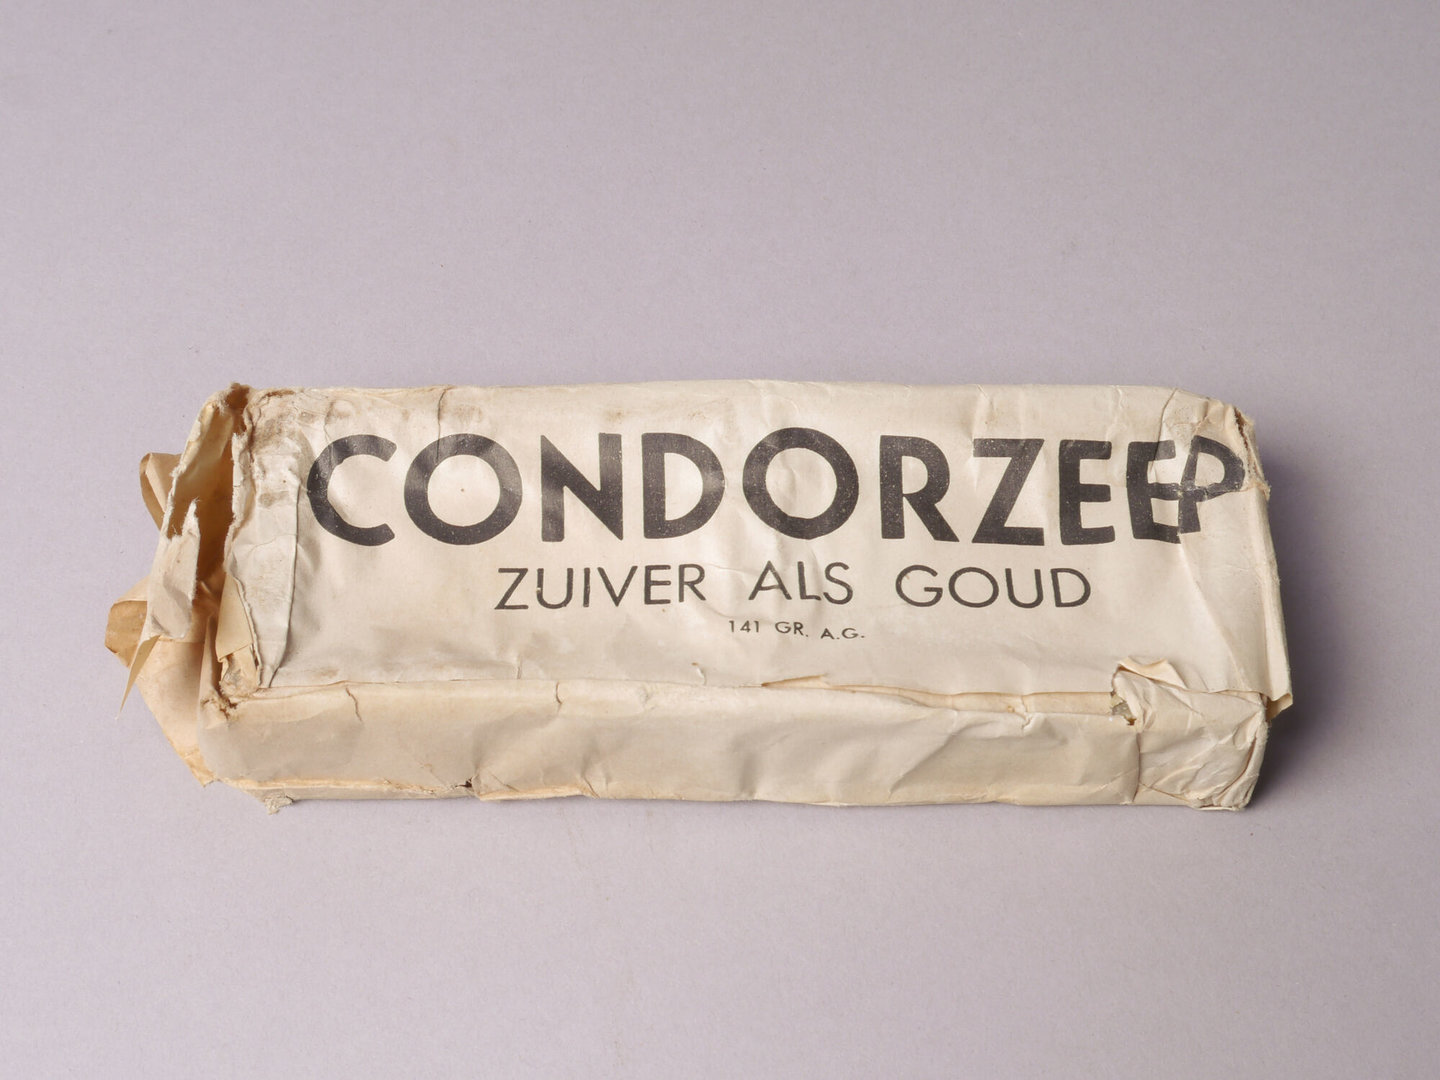 CONDORZEEP
ZUIVER ALS GOUD
141 GR. A.G.